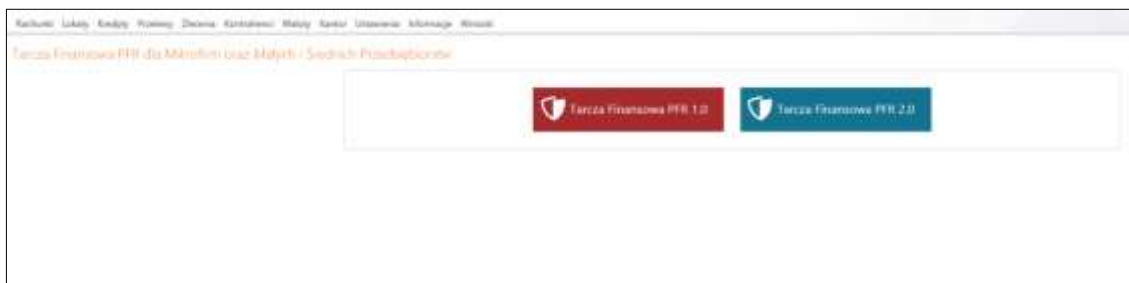 Rachunki Lokaty Kredyty Przelewy Zlecenia Kontrahenci Waluty Kantor Ustawienia Informacje Wnioski
Tarcza Finansowa PFR dla Mikrofirm oraz Małych i Średnich Przedsiębiorstw
Tarcza Finansowa PFR 1.0
Tarcza Finansowa PFR 2.0